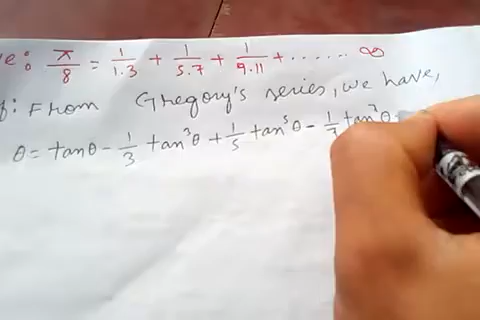 e: π/8 = 1/1.3 + 1/5.7 + 1/9.11 + ...... ∞
f: From Gregory's series, we have,
θ = tanθ - 1/3 tan³θ + 1/5 tan⁵θ - 1/7 tan⁷θ